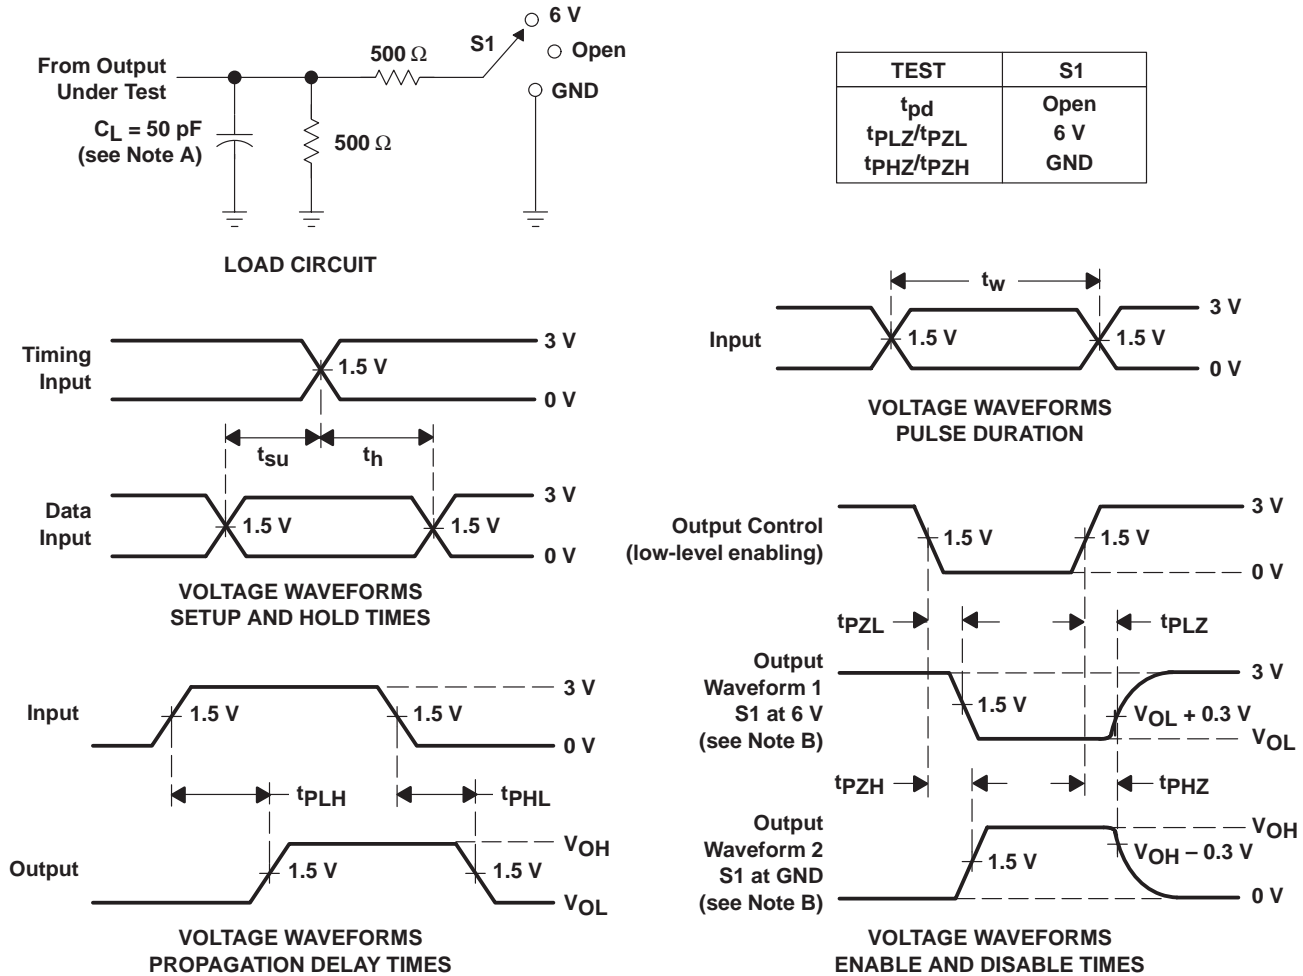 From Output
Under Test
CL = 50 pF
(see Note A)
500 Ω
500 Ω
S1
6 V
Open
GND
LOAD CIRCUIT
TEST S1
tpd Open
tPLZ/tPZL 6 V
tPHZ/tPZH GND
tw
Input
1.5 V
1.5 V
3 V
0 V
VOLTAGE WAVEFORMS
PULSE DURATION
Timing
Input
1.5 V
3 V
0 V
tsu
th
Data
Input
1.5 V
1.5 V
3 V
0 V
VOLTAGE WAVEFORMS
SETUP AND HOLD TIMES
Input
1.5 V
1.5 V
3 V
0 V
tPLH
tPHL
Output
1.5 V
1.5 V
VOH
VOL
VOLTAGE WAVEFORMS
PROPAGATION DELAY TIMES
Output Control
(low-level enabling)
1.5 V
1.5 V
3 V
0 V
tPZL
tPLZ
Output
Waveform 1
S1 at 6 V
(see Note B)
1.5 V
3 V
VOL + 0.3 V
VOL
tPZH
tPHZ
Output
Waveform 2
S1 at GND
(see Note B)
1.5 V
VOH
VOH – 0.3 V
0 V
VOLTAGE WAVEFORMS
ENABLE AND DISABLE TIMES